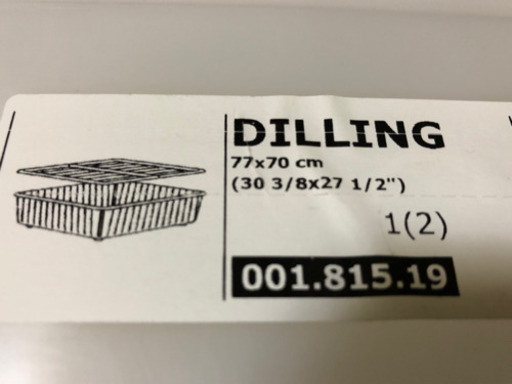 DILLING
77x70 cm
(30 3/8x27 1/2")
1(2)
001.815.19